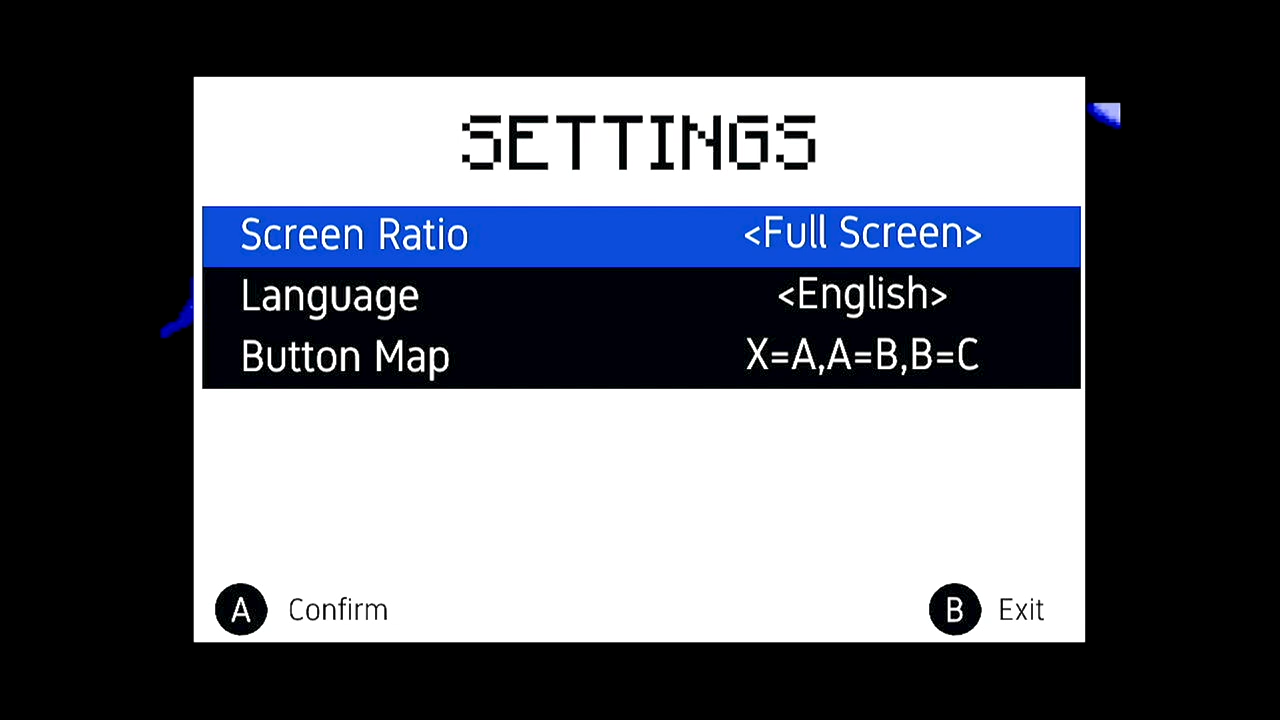 SETTINGS
Screen Ratio <Full Screen>
Language <English>
Button Map X=A,A=B,B=C
A Confirm B Exit